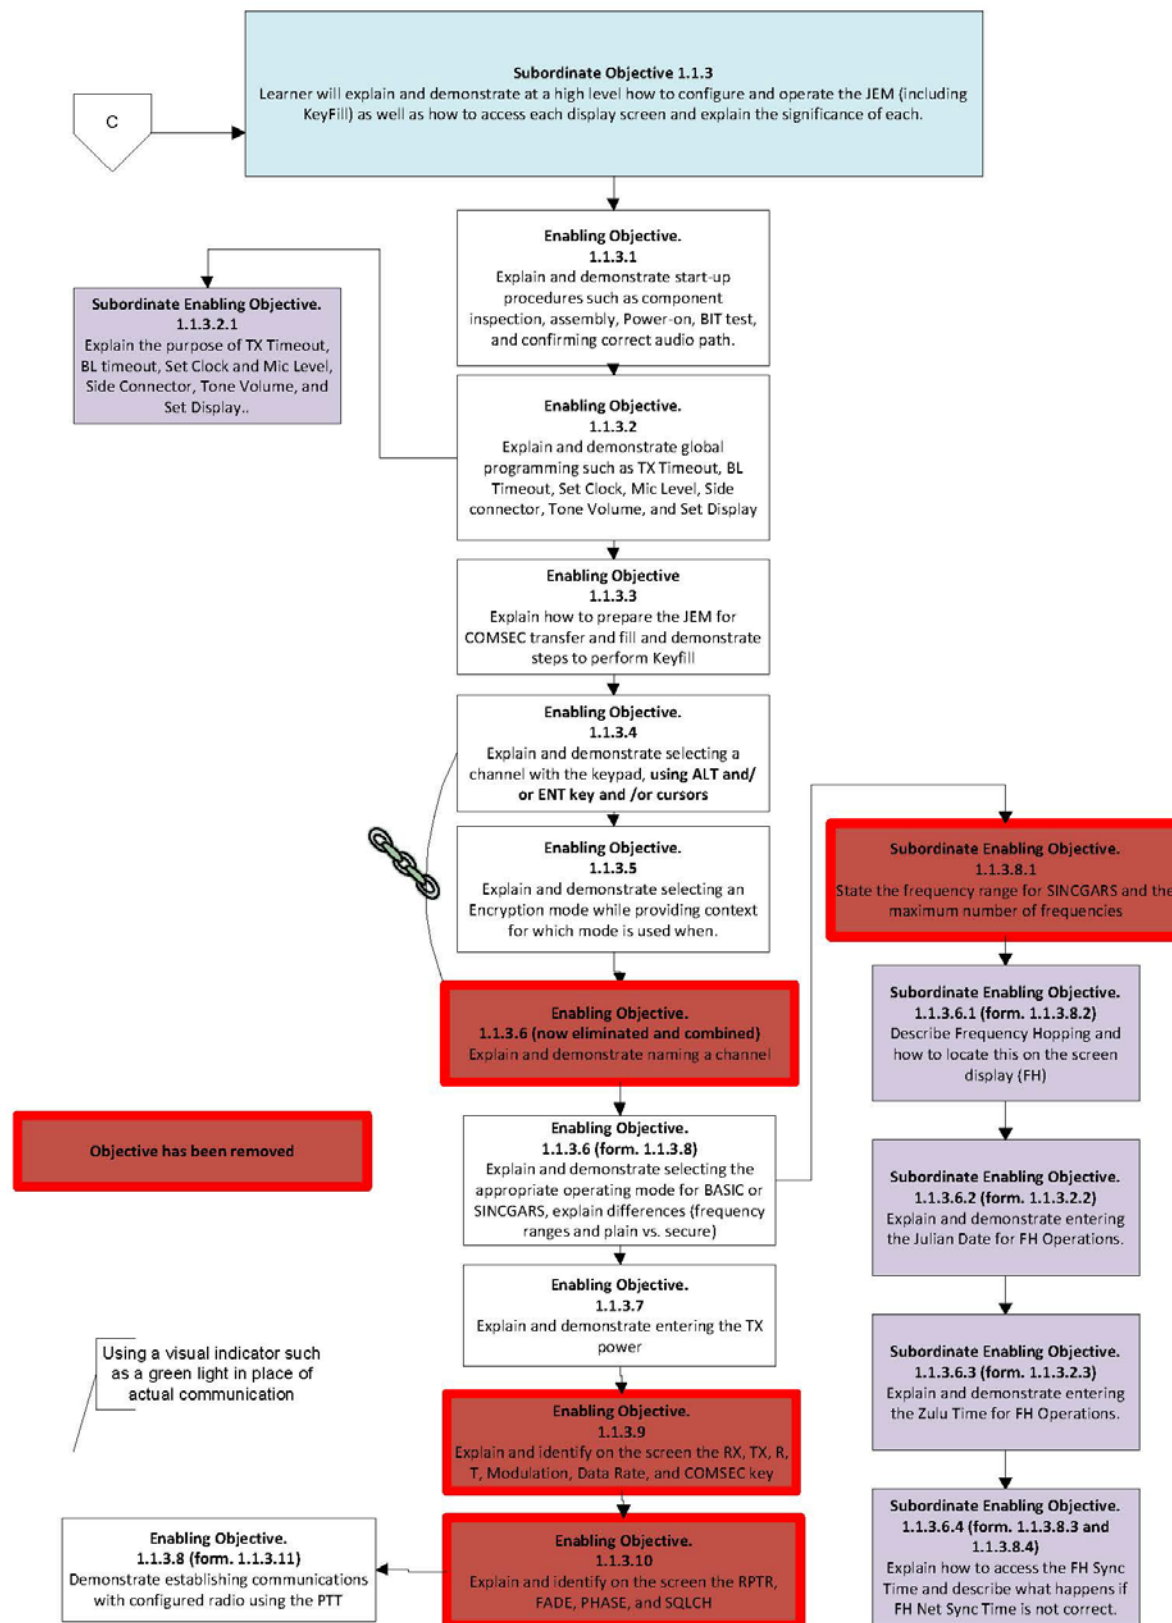 Subordinate Objective 1.1.3
Learner will explain and demonstrate at a high level how to configure and operate the JEM (including
KeyFill) as well as how to access each display screen and explain the significance of each.
C
Enabling Objective.
1.1.3.1
Explain and demonstrate start-up
procedures such as component
inspection, assembly, Power-on, BIT test,
and confirming correct audio path.
Subordinate Enabling Objective.
1.1.3.2.1
Explain the purpose of TX Timeout,
BL timeout, Set Clock and Mic Level,
Side Connector, Tone Volume, and
Set Display..
Enabling Objective.
1.1.3.2
Explain and demonstrate global
programming such as TX Timeout, BL
Timeout, Set Clock, Mic Level, Side
connector, Tone Volume, and Set Display
Enabling Objective
1.1.3.3
Explain how to prepare the JEM for
COMSEC transfer and fill and demonstrate
steps to perform Keyfill
Enabling Objective.
1.1.3.4
Explain and demonstrate selecting a
channel with the keypad, using ALT and/
or ENT key and /or cursors
Enabling Objective.
1.1.3.5
Explain and demonstrate selecting an
Encryption mode while providing context
for which mode is used when.
Enabling Objective.
1.1.3.6 (now eliminated and combined)
Explain and demonstrate naming a channel
Enabling Objective.
1.1.3.6 (form. 1.1.3.8)
Explain and demonstrate selecting the
appropriate operating mode for BASIC or
SINCGARS, explain differences (frequency
ranges and plain vs. secure)
Enabling Objective.
1.1.3.7
Explain and demonstrate entering the TX
power
Enabling Objective.
1.1.3.9
Explain and identify on the screen the RX, TX, R,
T, Modulation, Data Rate, and COMSEC key
Enabling Objective.
1.1.3.10
Explain and identify on the screen the RPTR,
FADE, PHASE, and SQLCH
Enabling Objective.
1.1.3.8 (form. 1.1.3.11)
Demonstrate establishing communications
with configured radio using the PTT
Objective has been removed
Using a visual indicator such
as a green light in place of
actual communication
Subordinate Enabling Objective.
1.1.3.8.1
State the frequency range for SINCGARS and the
maximum number of frequencies
Subordinate Enabling Objective.
1.1.3.6.1 (form. 1.1.3.8.2)
Describe Frequency Hopping and
how to locate this on the screen
display (FH)
Subordinate Enabling Objective.
1.1.3.6.2 (form. 1.1.3.2.2)
Explain and demonstrate entering
the Julian Date for FH Operations.
Subordinate Enabling Objective.
1.1.3.6.3 (form. 1.1.3.2.3)
Explain and demonstrate entering
the Zulu Time for FH Operations.
Subordinate Enabling Objective.
1.1.3.6.4 (form. 1.1.3.8.3 and
1.1.3.8.4)
Explain how to access the FH Sync
Time and describe what happens if
FH Net Sync Time is not correct.